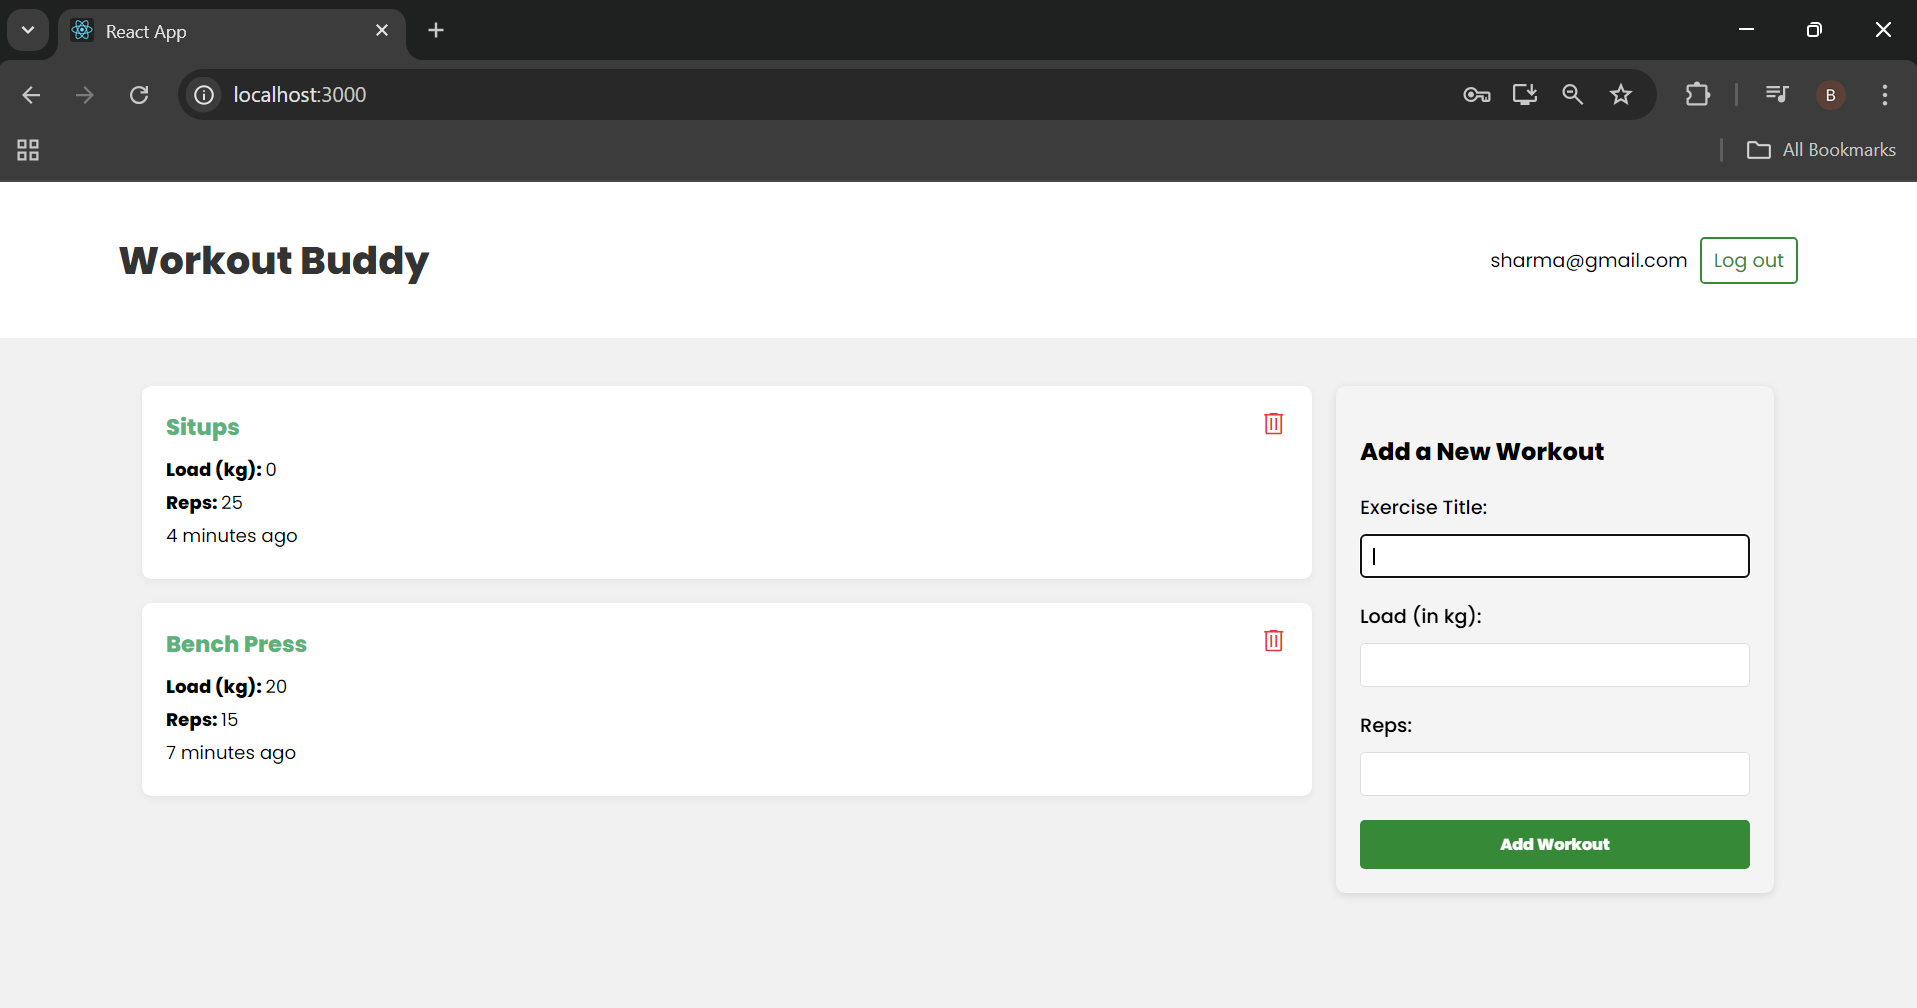 React App
localhost:3000
B
All Bookmarks
Workout Buddy
sharma@gmail.com
Log out
Situps
Load (kg): 0
Reps: 25
4 minutes ago
Bench Press
Load (kg): 20
Reps: 15
7 minutes ago
Add a New Workout
Exercise Title:
Load (in kg):
Reps:
Add Workout